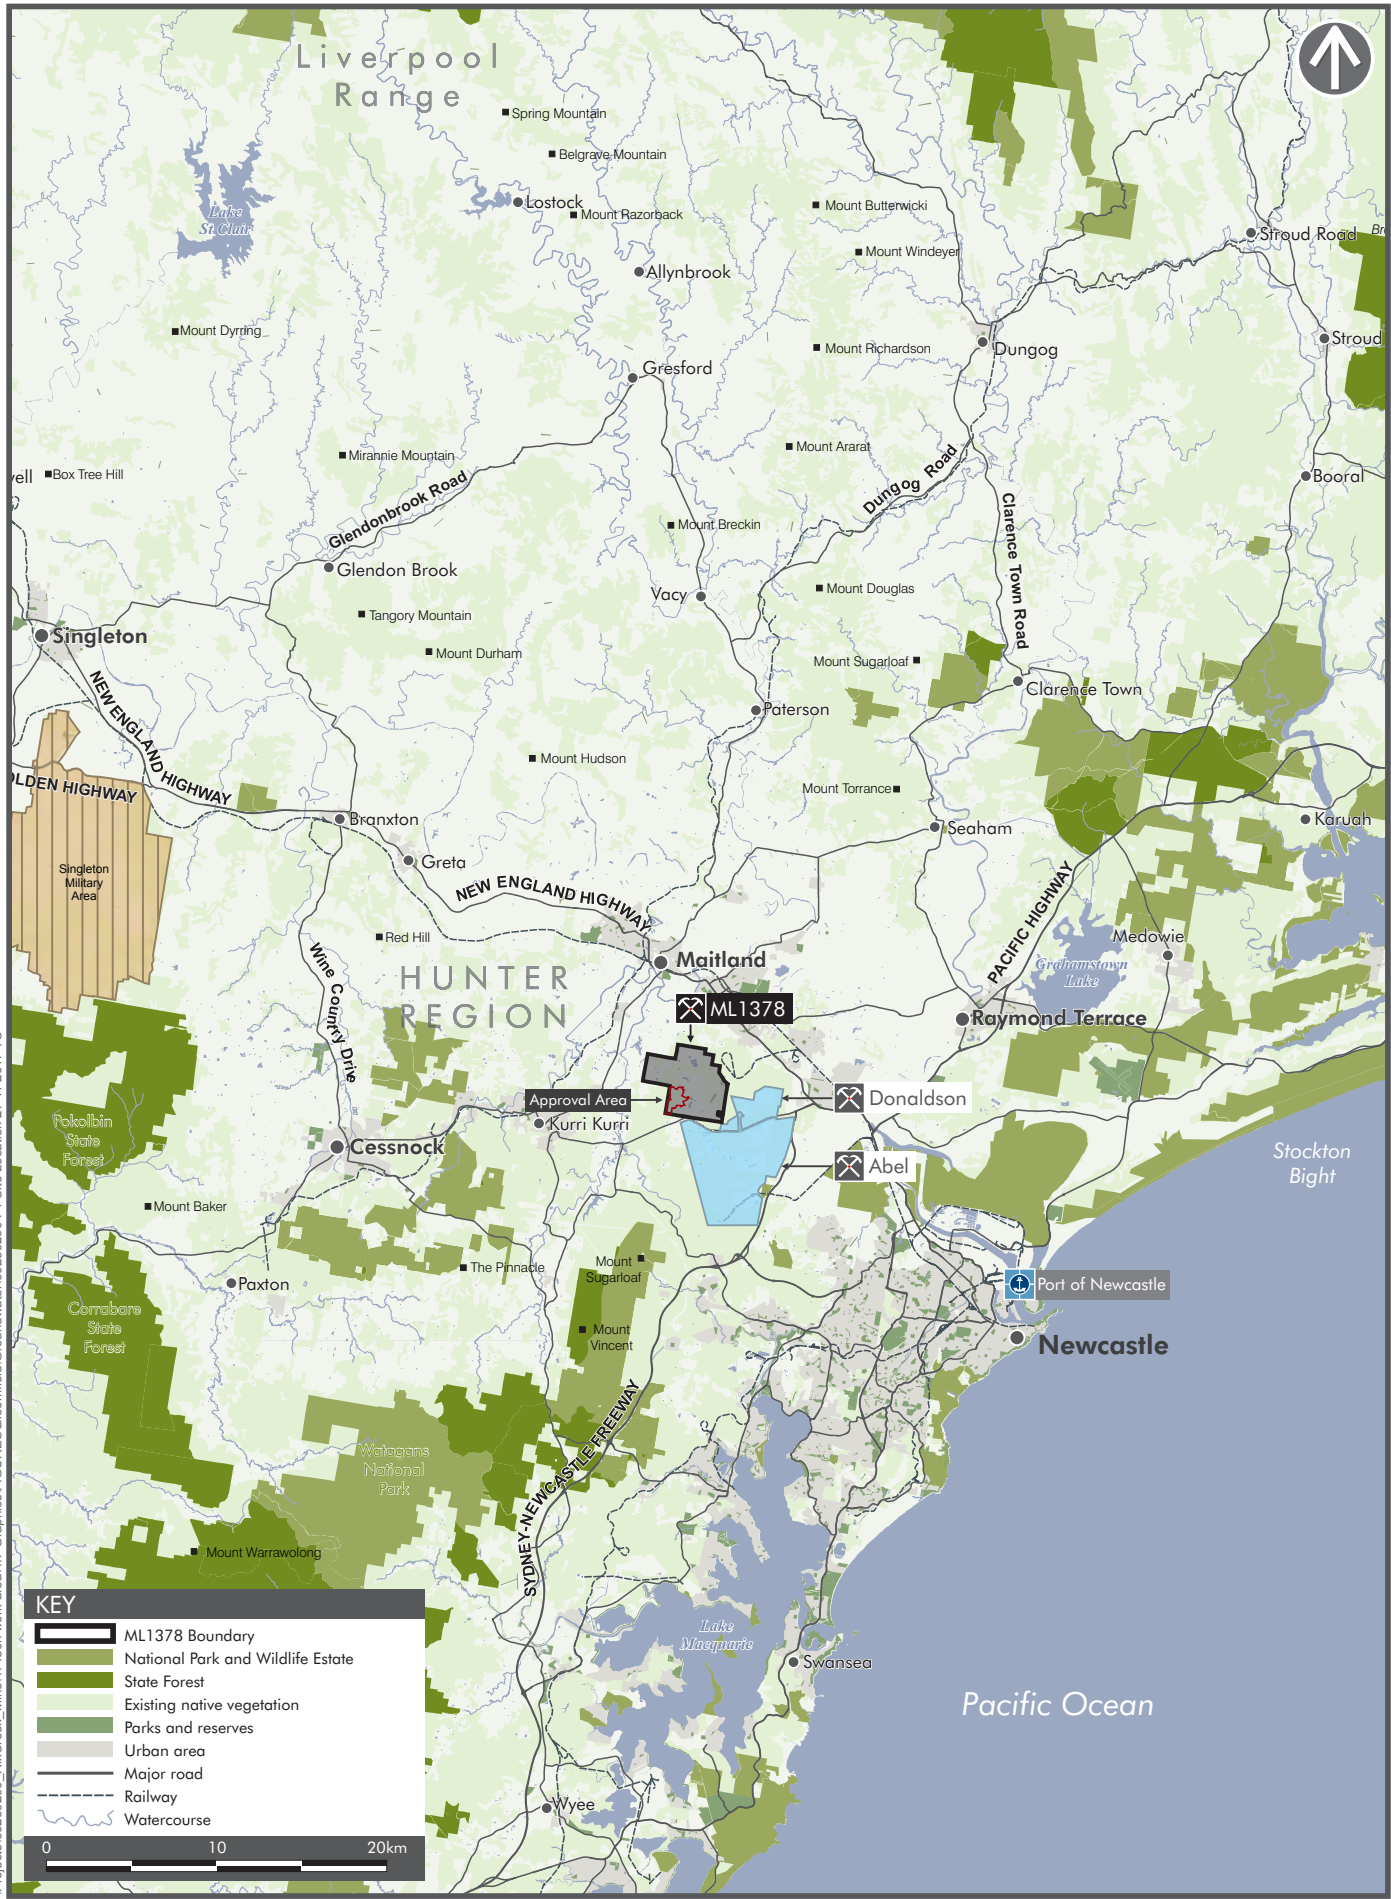 Liverpool
Range
Spring Mountain
Belgrave Mountain
Lostock
Mount Razorback
Mount Butterwicki
Lake
St Clair
Stroud Road
Mount Windeyer
Allynbrook
Mount Dyrring
Stroud
Mount Richardson
Dungog
Gresford
Mount Ararat
Mirannie Mountain
Box Tree Hill
Booral
Dungog Road
Glendonbrook Road
Clarence Town Road
Mount Breckin
Glendon Brook
Vacy
Mount Douglas
Tangory Mountain
Singleton
Mount Durham
Mount Sugarloaf
Clarence Town
NEW ENGLAND HIGHWAY
Paterson
Mount Hudson
OLDEN HIGHWAY
Mount Torrance
Branxton
Seaham
Karuah
Greta
Singleton
Military
Area
NEW ENGLAND HIGHWAY
PACIFIC HIGHWAY
Red Hill
Medowie
Wine Country Drive
Maitland
Grahamstown
Lake
HUNTER
REGION
ML1378
Raymond Terrace
Approval Area
Donaldson
Kurri Kurri
Pokolbin
State
Forest
Cessnock
Abel
Stockton
Bight
Mount Baker
The Pinnacle
Mount
Sugarloaf
Paxton
Port of Newcastle
Corrabare
State
Forest
Mount
Vincent
Newcastle
SYDNEY-NEWCASTLE FREEWAY
Watagans
National
Park
Mount Warrawolong
Lake
Macquarie
Swansea
Pacific Ocean
Wyee
KEY
ML1378 Boundary
National Park and Wildlife Estate
State Forest
Existing native vegetation
Parks and reserves
Urban area
Major road
Railway
Watercourse
0 10 20km